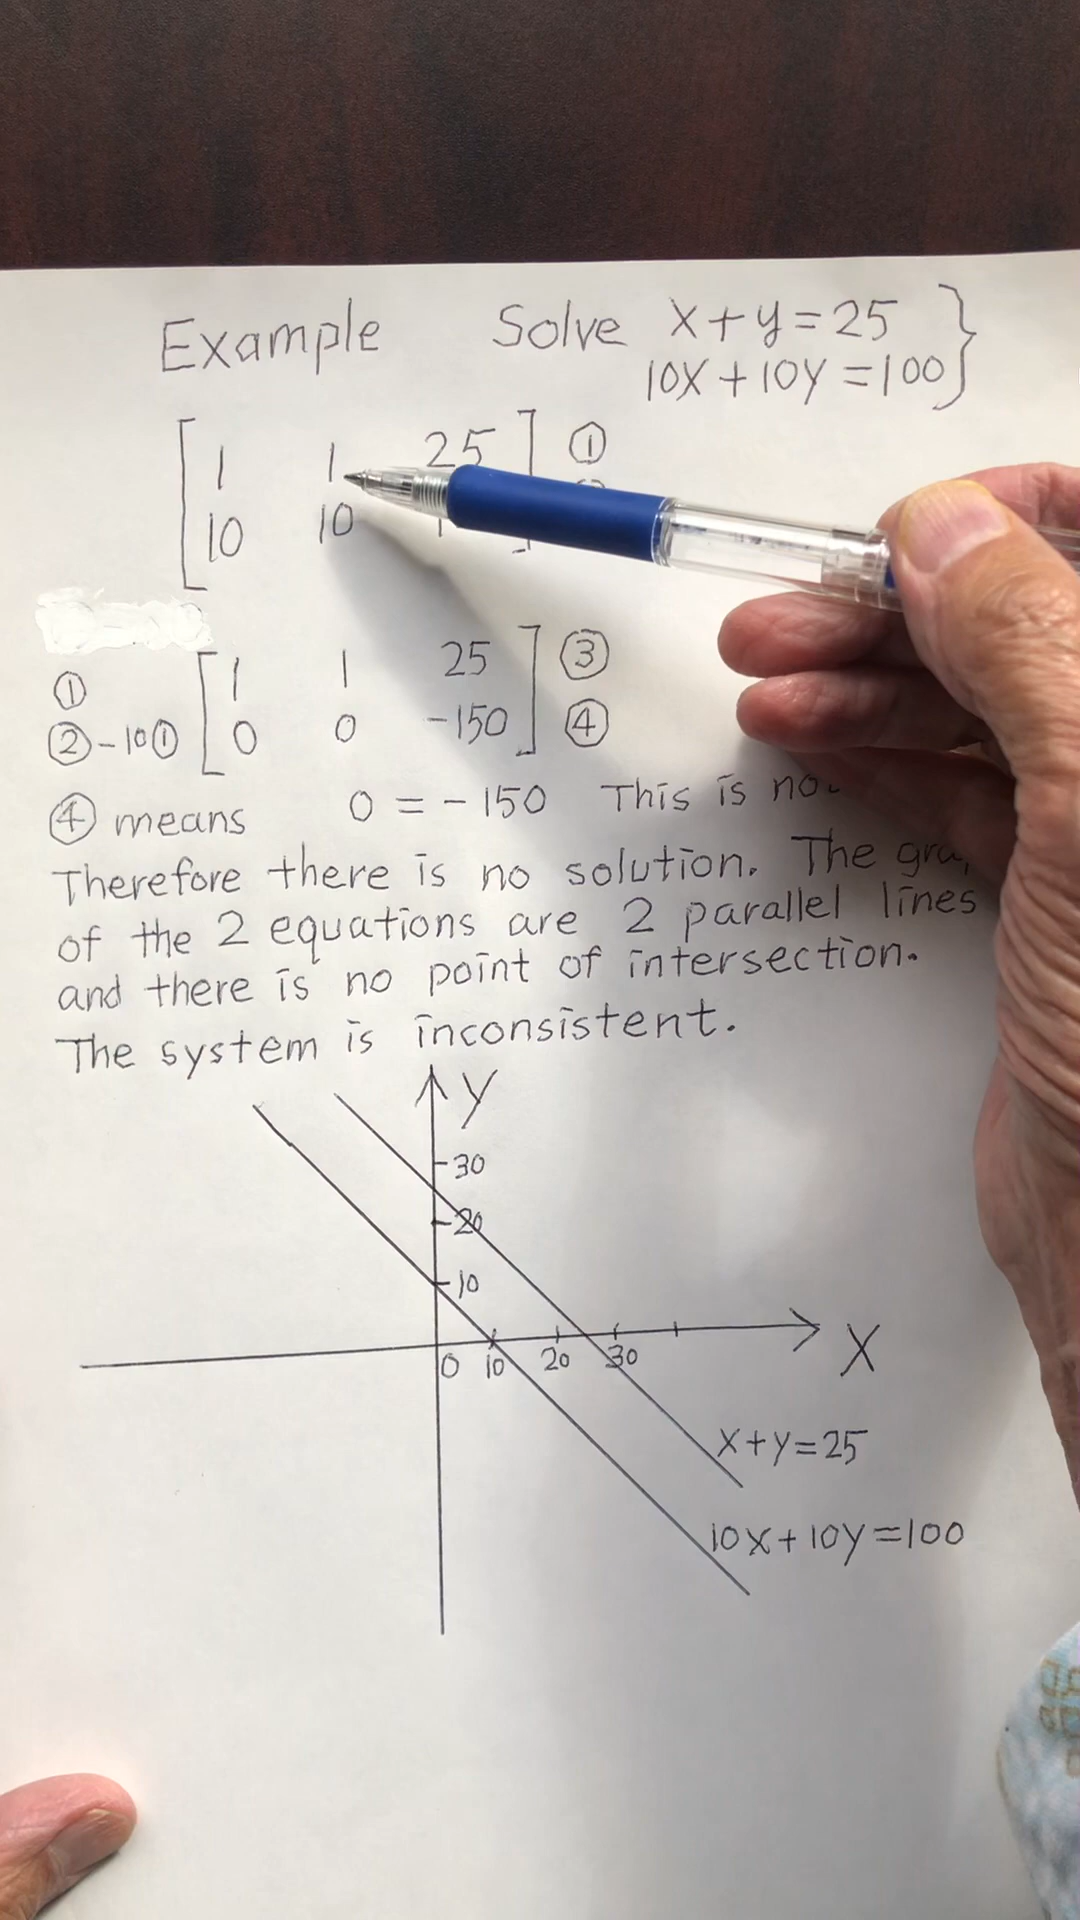 Example Solve x+y=25
10x+10y=100 }
[ 1 1 25 ] ①
10 10
① [ 1 1 25 ] ③
②-10① 0 0 -150 ④
④ means 0 = -150 This is
Therefore there is no solution. The
of the 2 equations are 2 parallel lines
and there is no point of intersection.
The system is inconsistent.
Y
30
20
10
0 10 20 30 X
x+y=25
10x+10y=100